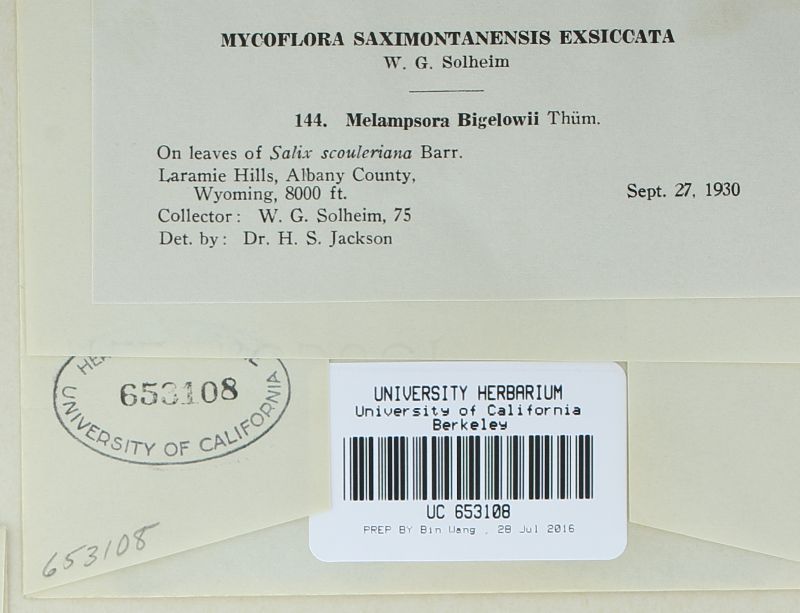 MYCOFLORA SAXIMONTANENSIS EXSICCATA
W. G. Solheim
144. Melampsora Bigelowii Thüm.
On leaves of Salix scouleriana Barr.
Laramie Hills, Albany County,
Wyoming, 8000 ft.
Sept. 27, 1930
Collector: W. G. Solheim, 75
Det. by: Dr. H. S. Jackson
653108
UNIVERSITY OF CALIFORNIA
UNIVERSITY HERBARIUM
University of California
Berkeley
UC 653108
PREP BY Bin Wang , 28 Jul 2016
653108